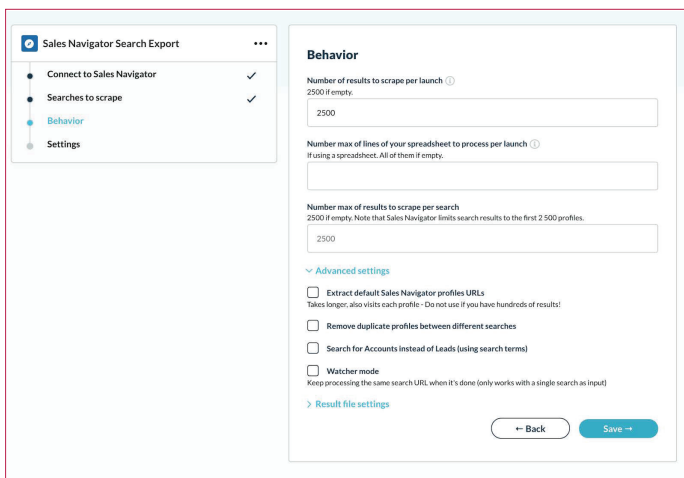 Sales Navigator Search Export
Connect to Sales Navigator
Searches to scrape
Behavior
Settings
Behavior
Number of results to scrape per launch
2500 if empty.
2500
Number max of lines of your spreadsheet to process per launch
If using a spreadsheet. All of them if empty.
Number max of results to scrape per search
2500 if empty. Note that Sales Navigator limits search results to the first 2 500 profiles.
2500
Advanced settings
Extract default Sales Navigator profiles URLs
Takes longer, also visits each profile - Do not use if you have hundreds of results!
Remove duplicate profiles between different searches
Search for Accounts instead of Leads (using search terms)
Watcher mode
Keep processing the same search URL when it's done (only works with a single search as input)
Result file settings
← Back
Save →